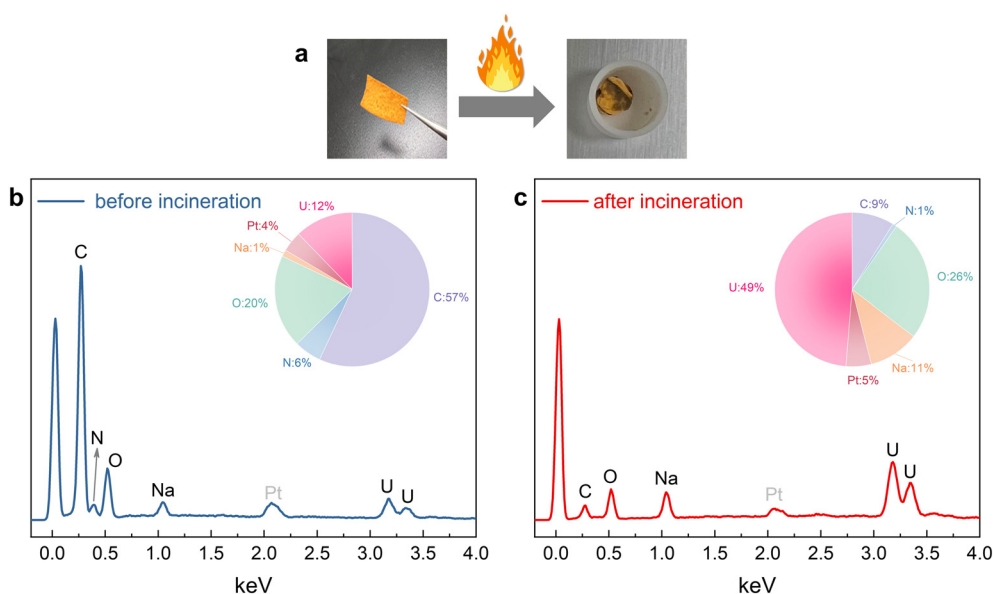 a
b
before incineration
C
N
O
Na
Pt
U
U
U:12%
Pt:4%
Na:1%
O:20%
N:6%
C:57%
0.0 0.5 1.0 1.5 2.0 2.5 3.0 3.5 4.0
keV
c
after incineration
C
O
Na
Pt
U
U
C:9%
N:1%
O:26%
Na:11%
Pt:5%
U:49%
0.0 0.5 1.0 1.5 2.0 2.5 3.0 3.5 4.0
keV